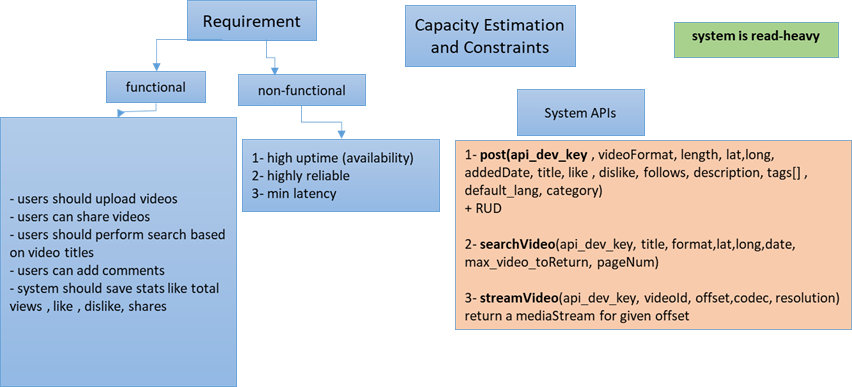 Requirement
Capacity Estimation
and Constraints
system is read-heavy
functional
non-functional
System APIs
- users should upload videos
- users can share videos
- users should perform search based
on video titles
- users can add comments
- system should save stats like total
views , like , dislike, shares
1- high uptime (availability)
2- highly reliable
3- min latency
1- post(api_dev_key , videoFormat, length, lat,long,
addedDate, title, like , dislike, follows, description, tags[] ,
default_lang, category)
+ RUD
2- searchVideo(api_dev_key, title, format,lat,long,date,
max_video_toReturn, pageNum)
3- streamVideo(api_dev_key, videoId, offset,codec, resolution)
return a mediaStream for given offset